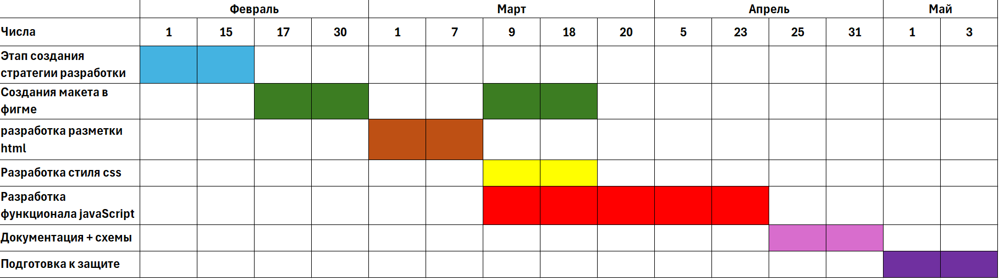 Февраль Март Апрель Май
Числа 1 15 17 30 1 7 9 18 20 5 23 25 31 1 3
Этап создания
стратегии разработки
Создания макета в
фигме
разработка разметки
html
Разработка стиля css
Разработка
функционала javaScript
Документация + схемы
Подготовка к защите